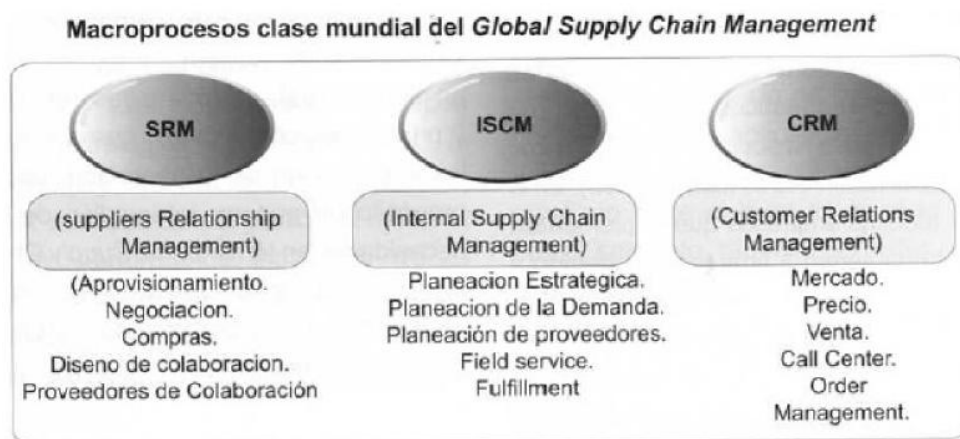 Macroprocesos clase mundial del Global Supply Chain Management
SRM
(suppliers Relationship
Management)
(Aprovisionamiento.
Negociacion.
Compras.
Diseno de colaboracion.
Proveedores de Colaboración
ISCM
(Internal Supply Chain
Management)
Planeacion Estrategica.
Planeacion de la Demanda.
Planeación de proveedores.
Field service.
Fulfillment
CRM
(Customer Relations
Management)
Mercado.
Precio.
Venta.
Call Center.
Order
Management.